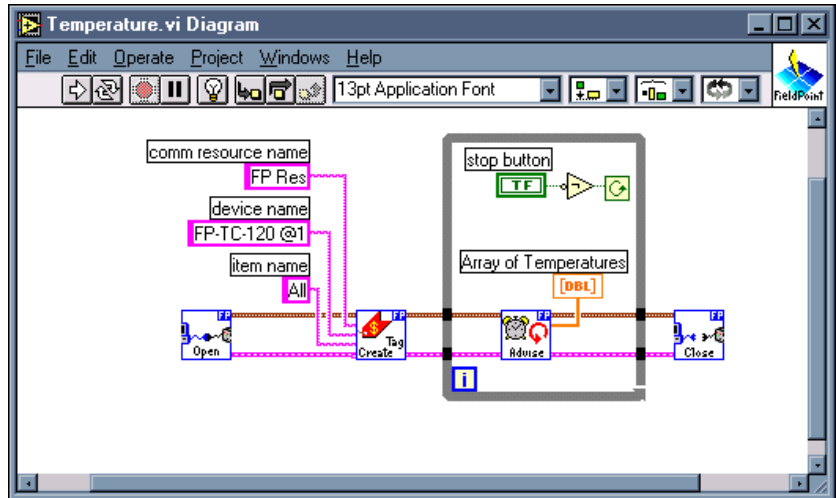 Temperature.vi Diagram
File Edit Operate Project Windows Help
13pt Application Font
FieldPoint
comm resource name
FP Res
device name
FP-TC-120 @1
item name
All
stop button
TF
Array of Temperatures
[DBL]
FP
Open
FP
$
Tag
Create
FP
Advise
FP
Close
i